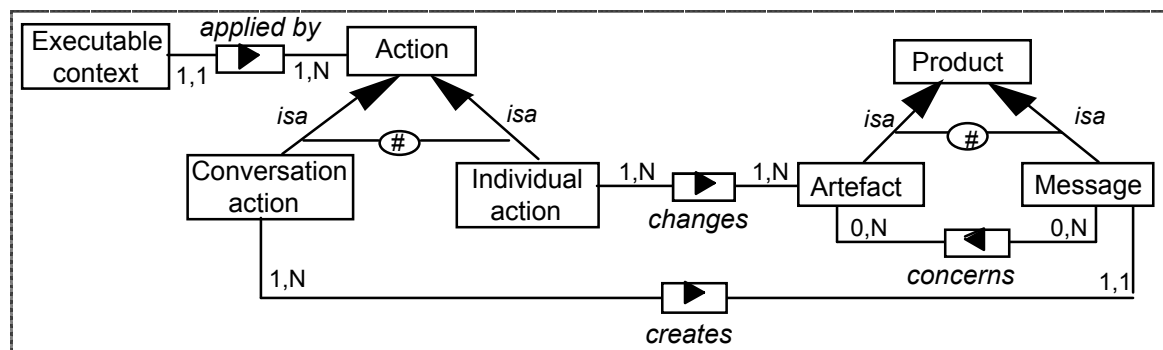 applied by
Executable
context
1,1
1,N
Action
Product
isa
isa
#
isa
isa
#
Conversation
action
Individual
action
1,N
1,N
changes
Artefact
Message
0,N
0,N
concerns
1,N
1,1
creates